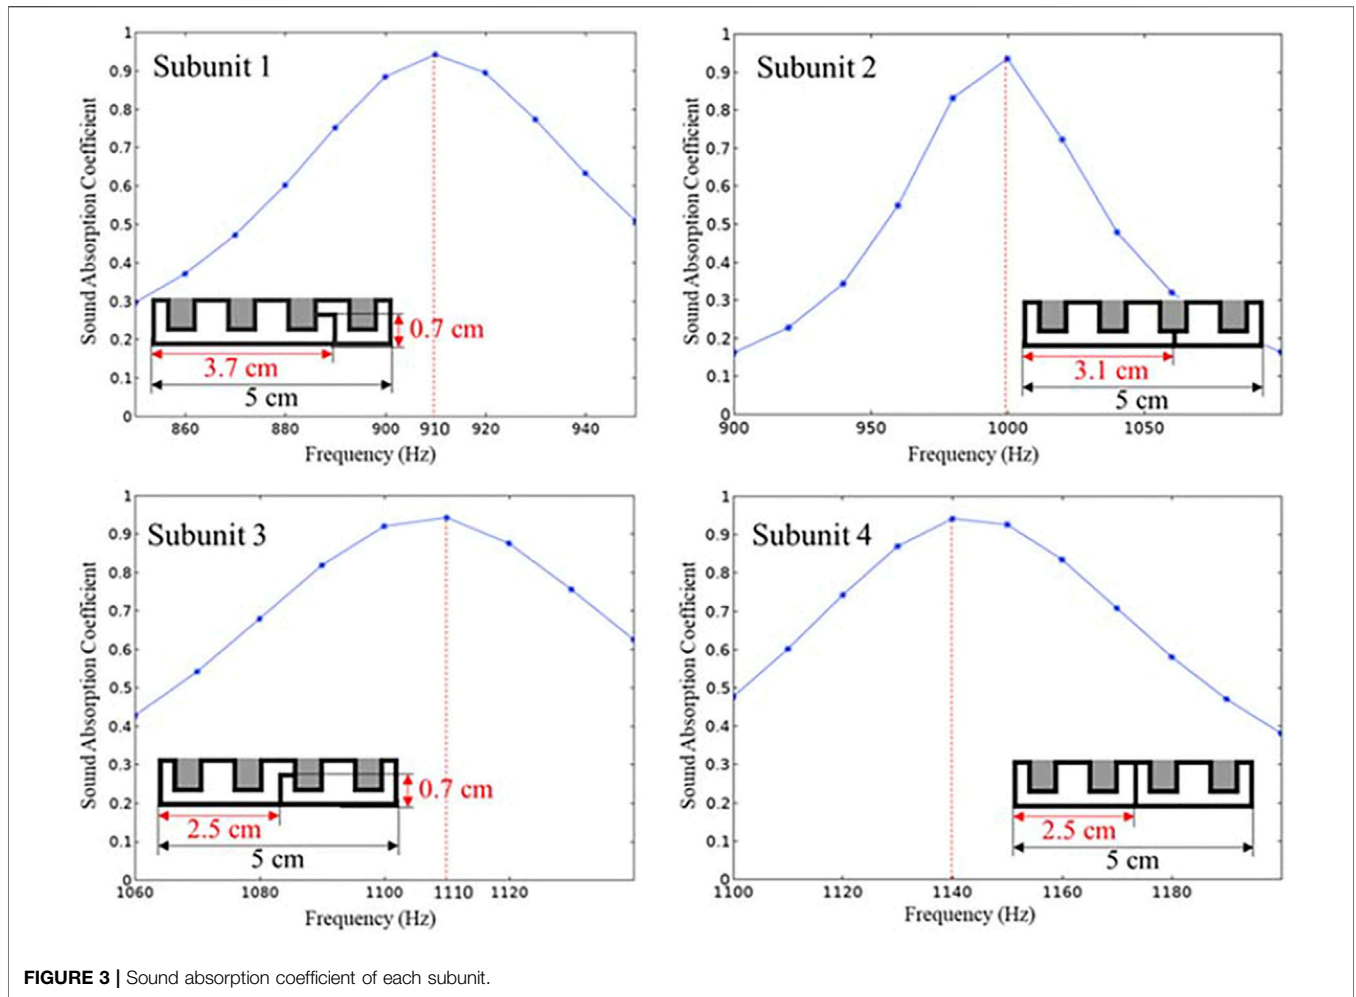 Subunit 1
Sound Absorption Coefficient
1
0.9
0.8
0.7
0.6
0.5
0.4
0.3
0.2
0.1
0
0.7 cm
3.7 cm
5 cm
860 880 900 910 920 940
Frequency (Hz)
Subunit 2
Sound Absorption Coefficient
1
0.9
0.8
0.7
0.6
0.5
0.4
0.3
0.2
0.1
0
3.1 cm
5 cm
900 950 1000 1050
Frequency (Hz)
Subunit 3
Sound Absorption Coefficient
1
0.9
0.8
0.7
0.6
0.5
0.4
0.3
0.2
0.1
0
0.7 cm
2.5 cm
5 cm
1060 1080 1100 1110 1120
Frequency (Hz)
Subunit 4
Sound Absorption Coefficient
1
0.9
0.8
0.7
0.6
0.5
0.4
0.3
0.2
0.1
0
2.5 cm
5 cm
1100 1120 1140 1160 1180
Frequency (Hz)
FIGURE 3 | Sound absorption coefficient of each subunit.